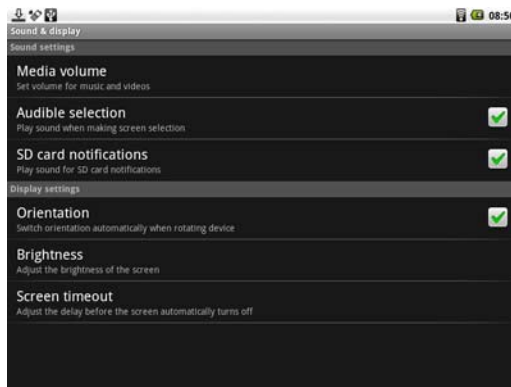 08:56
Sound & display
Sound settings
Media volume
Set volume for music and videos
Audible selection
Play sound when making screen selection
SD card notifications
Play sound for SD card notifications
Display settings
Orientation
Switch orientation automatically when rotating device
Brightness
Adjust the brightness of the screen
Screen timeout
Adjust the delay before the screen automatically turns off